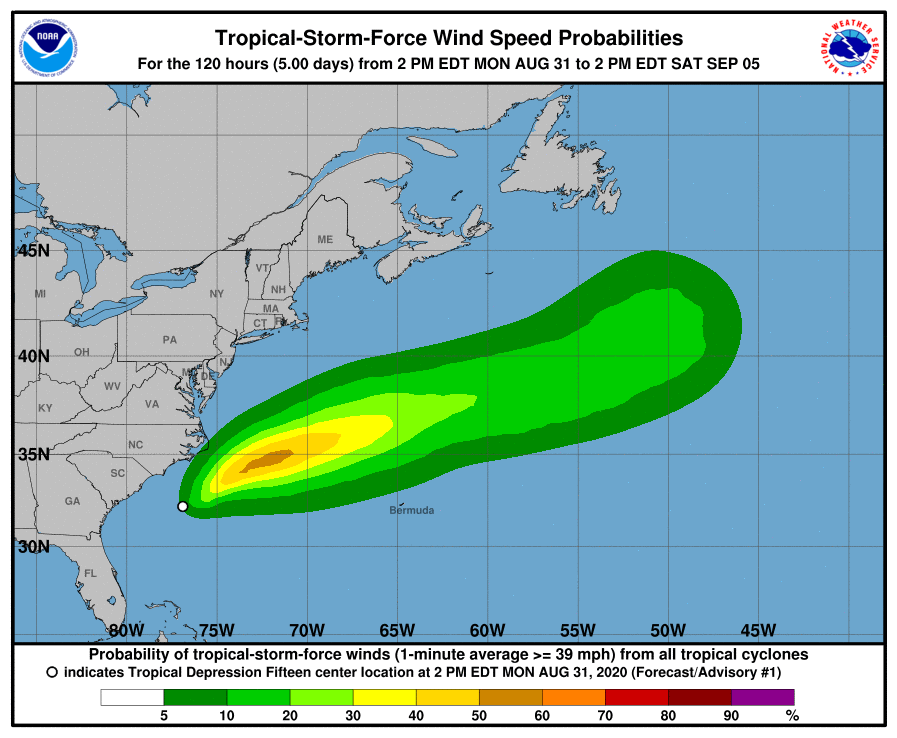 Tropical-Storm-Force Wind Speed Probabilities
For the 120 hours (5.00 days) from 2 PM EDT MON AUG 31 to 2 PM EDT SAT SEP 05
NOAA
NATIONAL WEATHER SERVICE
ME
45N
VT
MI
NY
NH
MA
CT
PA
OH
40N
NJ
DE
WV
KY
VA
NC
35N
SC
GA
Bermuda
30N
FL
80W 75W 70W 65W 60W 55W 50W 45W
Probability of tropical-storm-force winds (1-minute average >= 39 mph) from all tropical cyclones
indicates Tropical Depression Fifteen center location at 2 PM EDT MON AUG 31, 2020 (Forecast/Advisory #1)
5 10 20 30 40 50 60 70 80 90 %